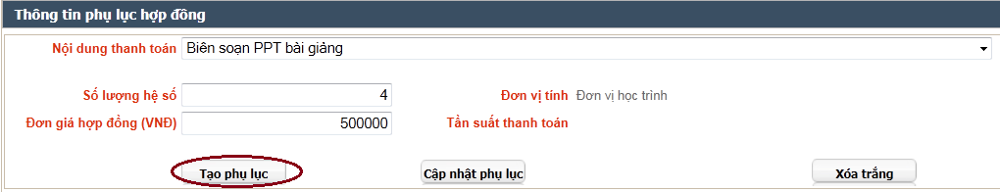 Thông tin phụ lục hợp đồng
Nội dung thanh toán Biên soạn PPT bài giảng
Số lượng hệ số 4 Đơn vị tính Đơn vị học trình
Đơn giá hợp đồng (VNĐ) 500000 Tần suất thanh toán
Tạo phụ lục Cập nhật phụ lục Xóa trắng